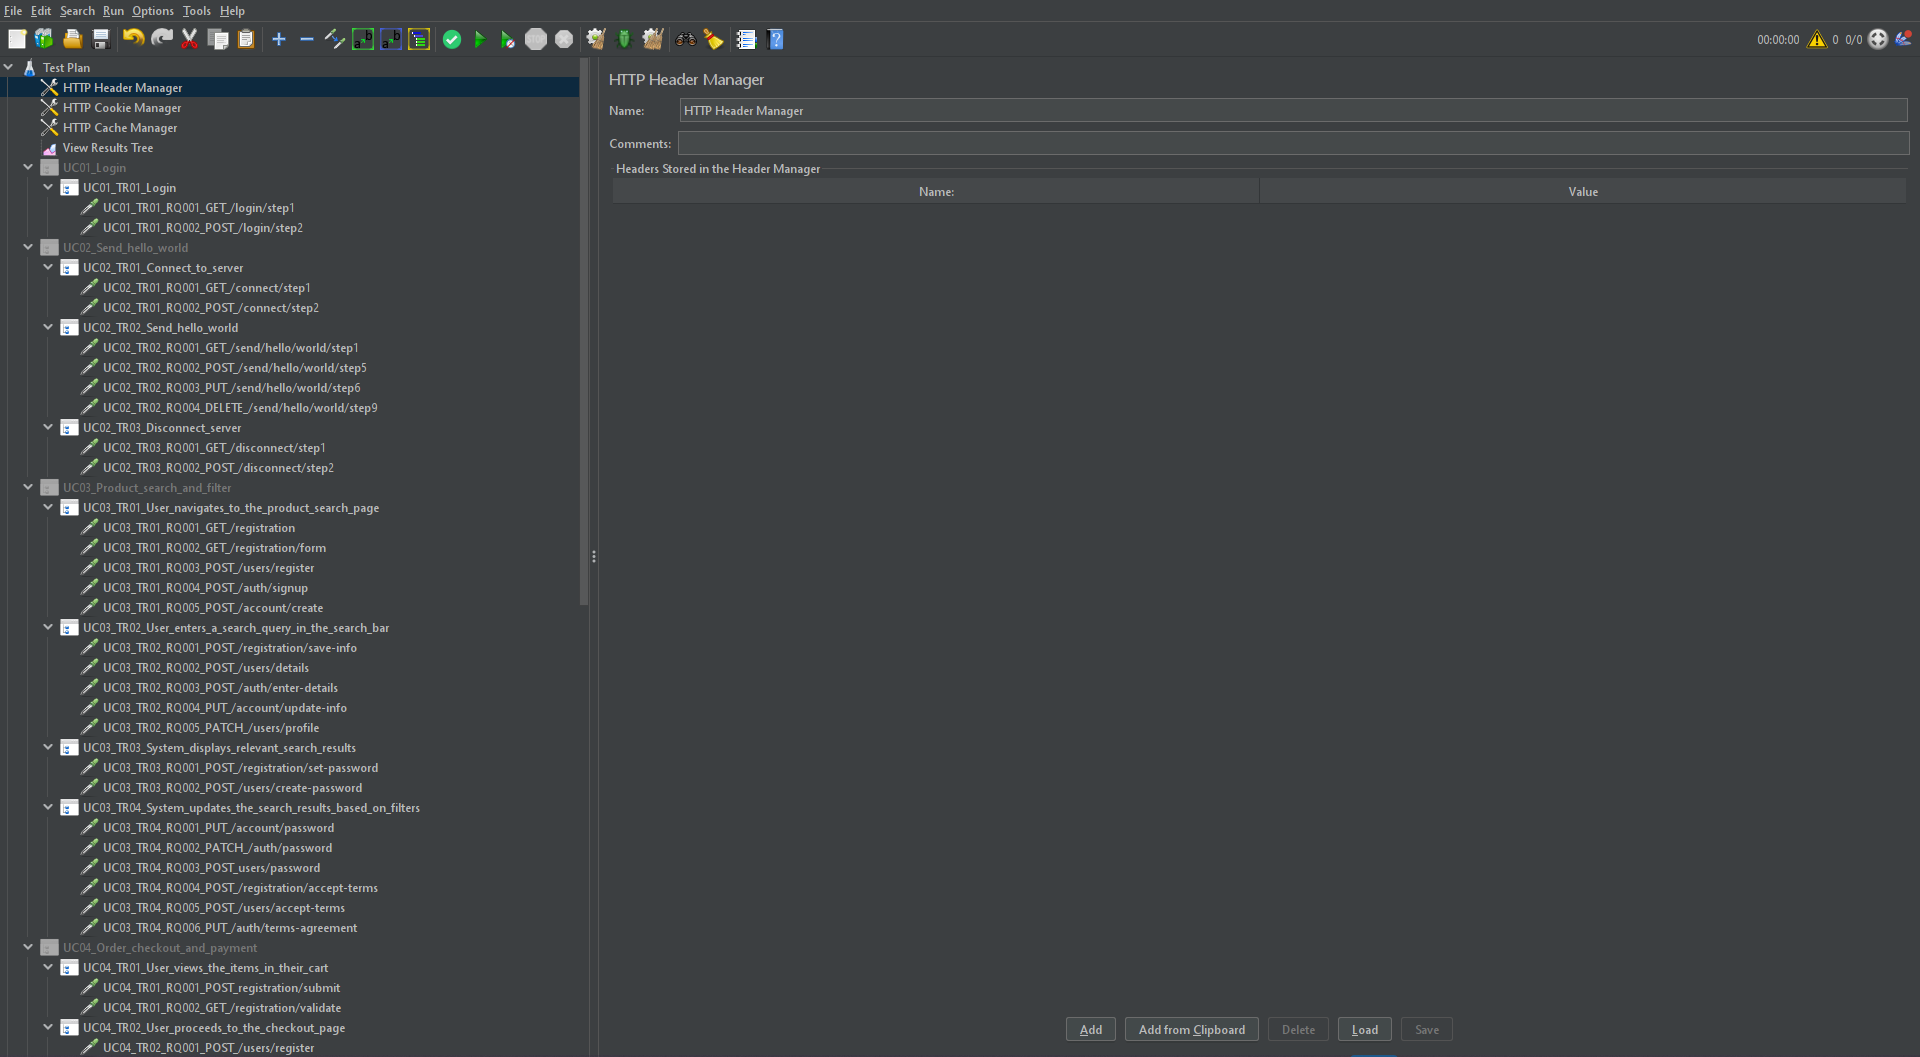 File Edit Search Run Options Tools Help
00:00:00 0 0/0
Test Plan
HTTP Header Manager
HTTP Cookie Manager
HTTP Cache Manager
View Results Tree
UC01_Login
UC01_TR01_Login
UC01_TR01_RQ001_GET_/login/step1
UC01_TR01_RQ002_POST_/login/step2
UC02_Send_hello_world
UC02_TR01_Connect_to_server
UC02_TR01_RQ001_GET_/connect/step1
UC02_TR01_RQ002_POST_/connect/step2
UC02_TR02_Send_hello_world
UC02_TR02_RQ001_GET_/send/hello/world/step1
UC02_TR02_RQ002_POST_/send/hello/world/step5
UC02_TR02_RQ003_PUT_/send/hello/world/step6
UC02_TR02_RQ004_DELETE_/send/hello/world/step9
UC02_TR03_Disconnect_server
UC02_TR03_RQ001_GET_/disconnect/step1
UC02_TR03_RQ002_POST_/disconnect/step2
UC03_Product_search_and_filter
UC03_TR01_User_navigates_to_the_product_search_page
UC03_TR01_RQ001_GET_/registration
UC03_TR01_RQ002_GET_/registration/form
UC03_TR01_RQ003_POST_/users/register
UC03_TR01_RQ004_POST_/auth/signup
UC03_TR01_RQ005_POST_/account/create
UC03_TR02_User_enters_a_search_query_in_the_search_bar
UC03_TR02_RQ001_POST_/registration/save-info
UC03_TR02_RQ002_POST_/users/details
UC03_TR02_RQ003_POST_/auth/enter-details
UC03_TR02_RQ004_PUT_/account/update-info
UC03_TR02_RQ005_PATCH_/users/profile
UC03_TR03_System_displays_relevant_search_results
UC03_TR03_RQ001_POST_/registration/set-password
UC03_TR03_RQ002_POST_/users/create-password
UC03_TR04_System_updates_the_search_results_based_on_filters
UC03_TR04_RQ001_PUT_/account/password
UC03_TR04_RQ002_PATCH_/auth/password
UC03_TR04_RQ003_POST_users/password
UC03_TR04_RQ004_POST_/registration/accept-terms
UC03_TR04_RQ005_POST_/users/accept-terms
UC03_TR04_RQ006_PUT_/auth/terms-agreement
UC04_Order_checkout_and_payment
UC04_TR01_User_views_the_items_in_their_cart
UC04_TR01_RQ001_POST_registration/submit
UC04_TR01_RQ002_GET_/registration/validate
UC04_TR02_User_proceeds_to_the_checkout_page
UC04_TR02_RQ001_POST_/users/register
HTTP Header Manager
Name: HTTP Header Manager
Comments:
Headers Stored in the Header Manager
Name: Value
Add Add from Clipboard Delete Load Save